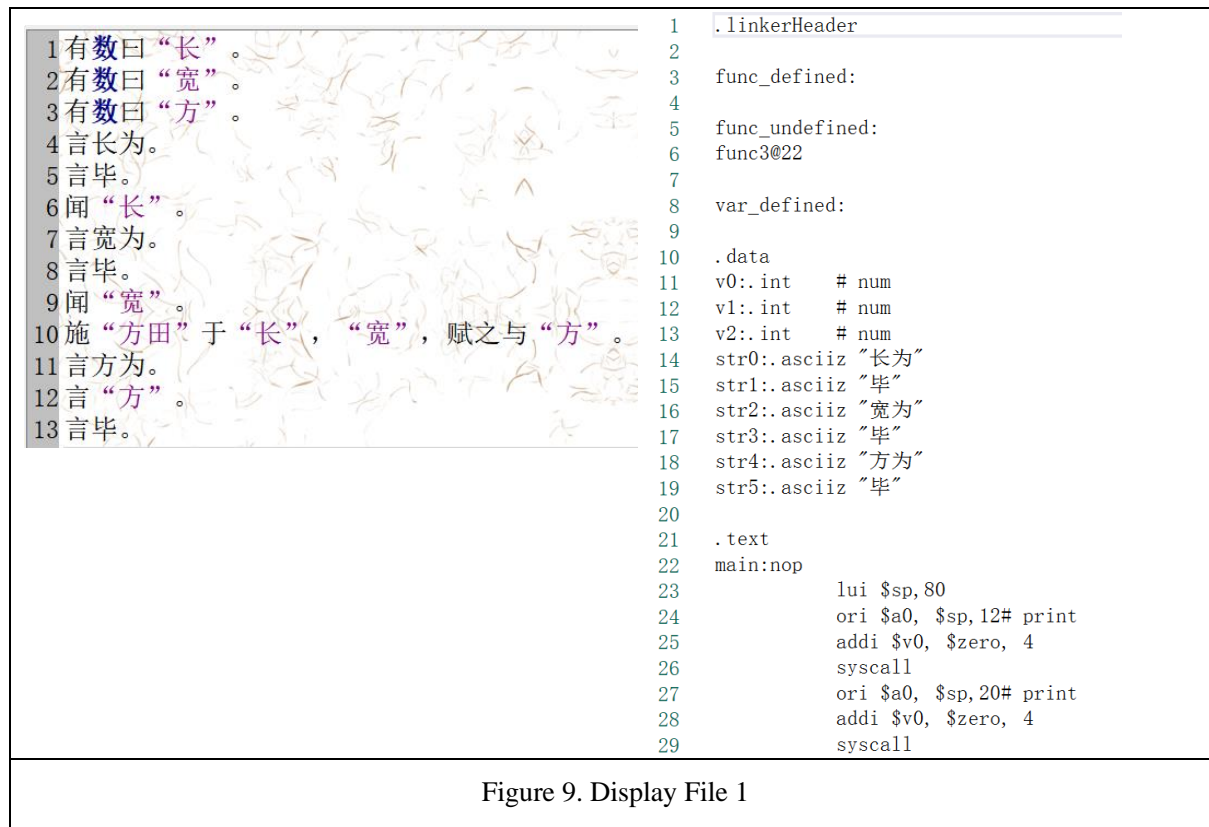 1有数曰“长”。
2有数曰“宽”。
3有数曰“方”。
4言长为。
5言毕。
6闻“长”。
7言宽为。
8言毕。
9闻“宽”。
10施“方田”于“长”，“宽”，赋之与“方”。
11言方为。
12言“方”。
13言毕。
1 .linkerHeader
2
3 func_defined:
4
5 func_undefined:
6 func3@22
7
8 var_defined:
9
10 .data
11 v0:.int # num
12 v1:.int # num
13 v2:.int # num
14 str0:.asciiz "长为"
15 str1:.asciiz "毕"
16 str2:.asciiz "宽为"
17 str3:.asciiz "毕"
18 str4:.asciiz "方为"
19 str5:.asciiz "毕"
20
21 .text
22 main:nop
23 lui $sp,80
24 ori $a0, $sp,12# print
25 addi $v0, $zero, 4
26 syscall
27 ori $a0, $sp,20# print
28 addi $v0, $zero, 4
29 syscall
Figure 9. Display File 1